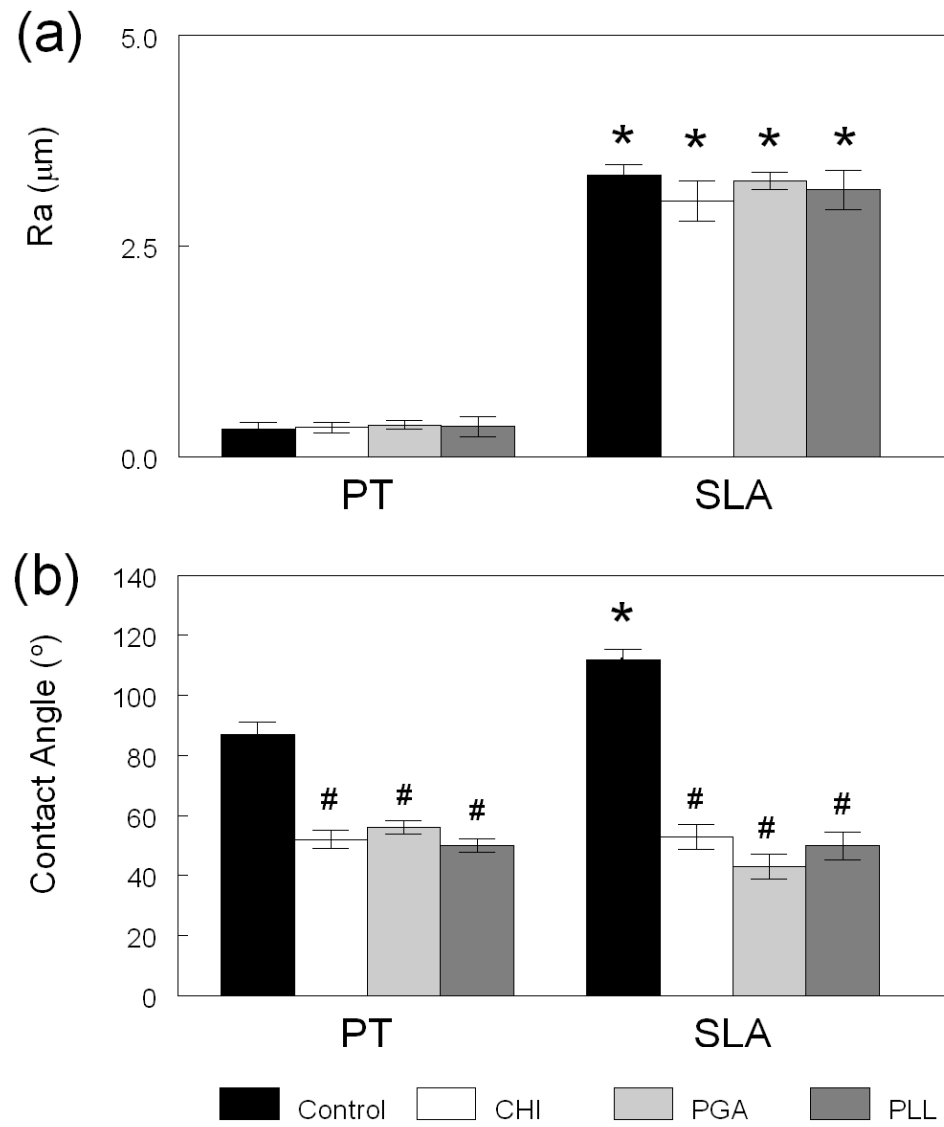 (a)
5.0
2.5
0.0
Ra (μm)
* * * *
PT SLA
(b)
140
120
100
80
60
40
20
0
Contact Angle (°)
*
# # # # # #
PT SLA
Control CHI PGA PLL